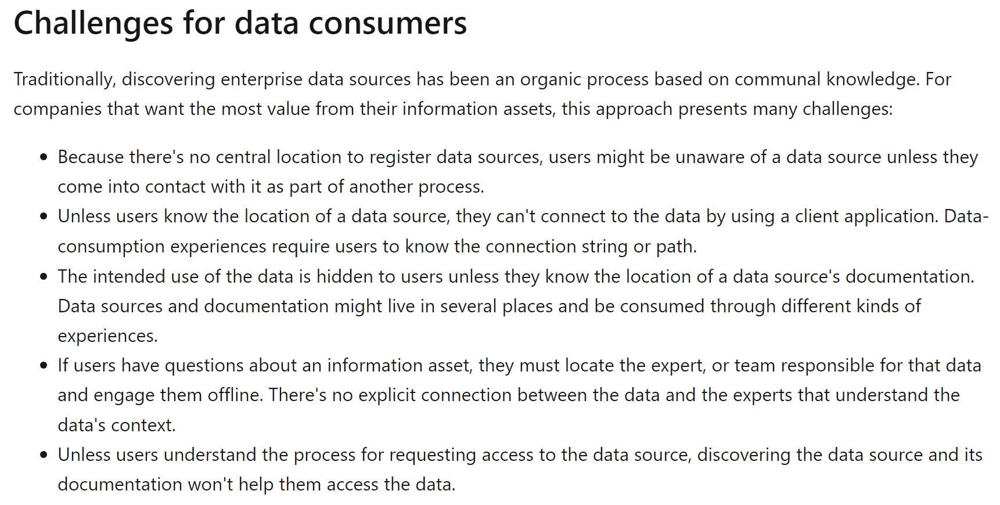 Challenges for data consumers
Traditionally, discovering enterprise data sources has been an organic process based on communal knowledge. For
companies that want the most value from their information assets, this approach presents many challenges:
• Because there's no central location to register data sources, users might be unaware of a data source unless they
come into contact with it as part of another process.
• Unless users know the location of a data source, they can't connect to the data by using a client application. Data-
consumption experiences require users to know the connection string or path.
• The intended use of the data is hidden to users unless they know the location of a data source's documentation.
Data sources and documentation might live in several places and be consumed through different kinds of
experiences.
• If users have questions about an information asset, they must locate the expert, or team responsible for that data
and engage them offline. There's no explicit connection between the data and the experts that understand the
data's context.
• Unless users understand the process for requesting access to the data source, discovering the data source and its
documentation won't help them access the data.